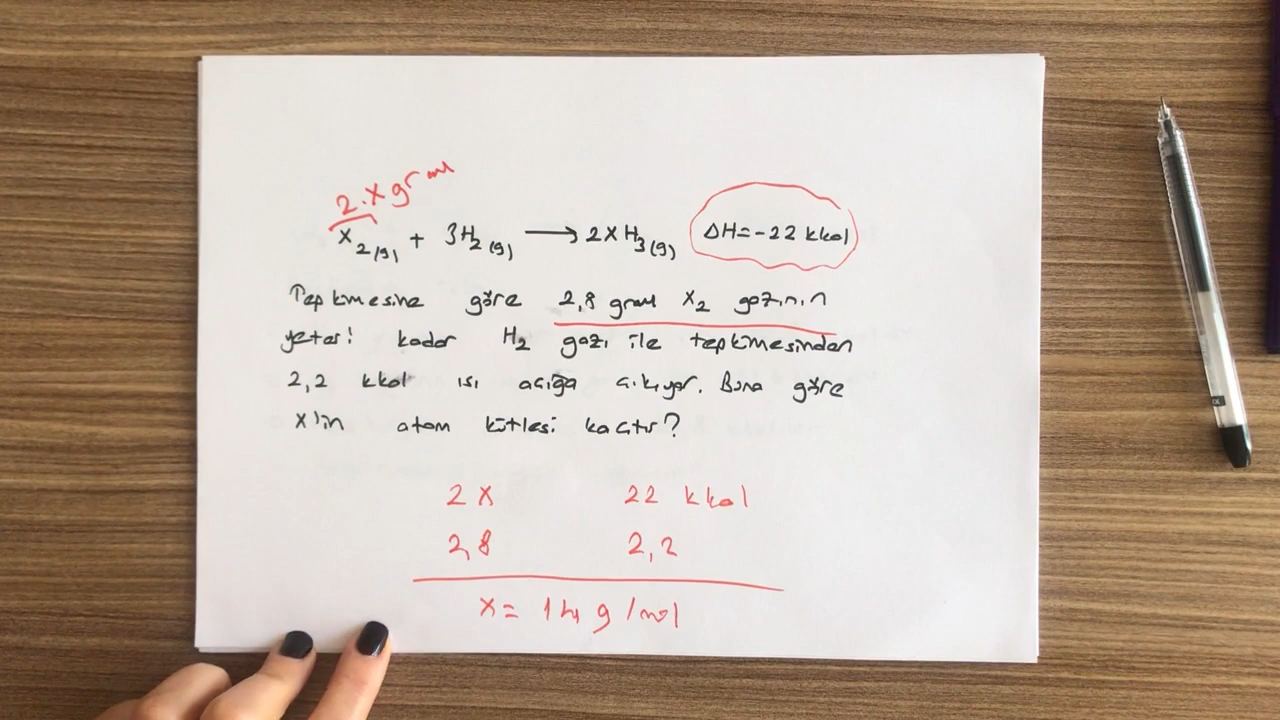 2.X gram
X2(g) + 3H2(g) → 2XH3(g) ΔH=-22 kkal
Tepkimesine göre 2,8 gram X2 gazının
yeteri kadar H2 gazı ile tepkimesinden
2,2 kkal ısı açığa çıkıyor. Buna göre
X'in atom kütlesi kaçtır?
2X 22 kkal
2,8 2,2
X= 14 g/mol